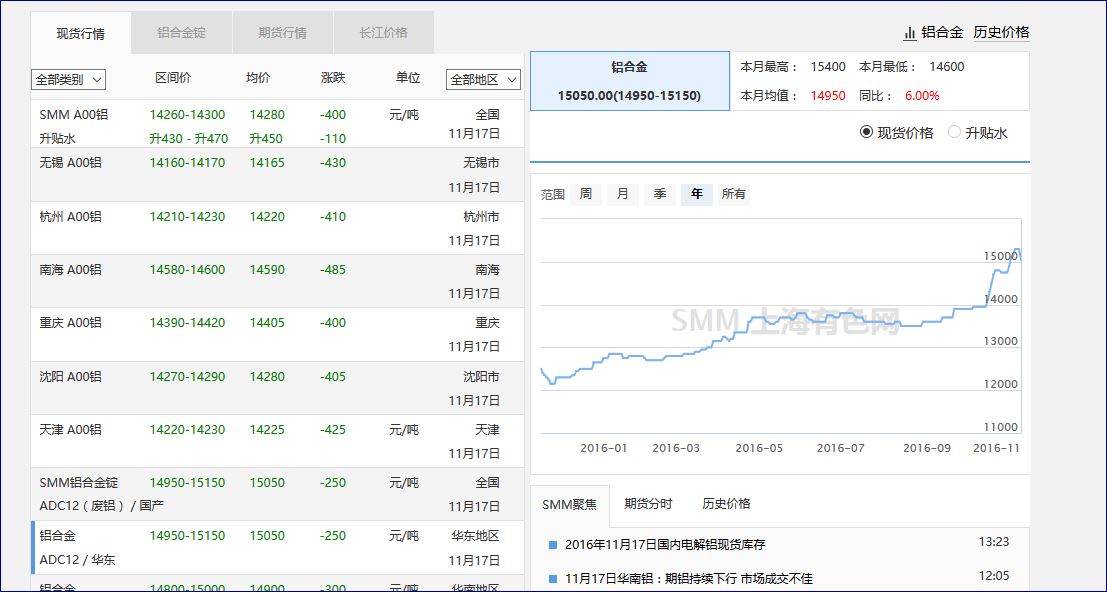 现货行情 铝合金锭 期货行情 长江价格
全部类别 区间价 均价 涨跌 单位 全部地区
SMM A00铝 14260-14300 14280 -400 元/吨 全国
升贴水 升430 - 升470 升450 -110 11月17日
无锡 A00铝 14160-14170 14165 -430 无锡市
11月17日
杭州 A00铝 14210-14230 14220 -410 杭州市
11月17日
南海 A00铝 14580-14600 14590 -485 南海
11月17日
重庆 A00铝 14390-14420 14405 -400 重庆
11月17日
沈阳 A00铝 14270-14290 14280 -405 沈阳市
11月17日
天津 A00铝 14220-14230 14225 -425 元/吨 天津
11月17日
SMM铝合金锭 14950-15150 15050 -250 元/吨 全国
ADC12（废铝）/ 国产 11月17日
铝合金 14950-15150 15050 -250 元/吨 华东地区
ADC12 / 华东 11月17日
铝合金 14800-15000 14900 -300 元/吨 华南地区
铝合金 历史价格
铝合金
15050.00(14950-15150)
本月最高： 15400 本月最低： 14600
本月均值： 14950 同比： 6.00%
现货价格 升贴水
范围 周 月 季 年 所有
15000
14000
SMM 上海有色网
13000
12000
11000
2016-01 2016-03 2016-05 2016-07 2016-09 2016-11
SMM聚焦 期货分时 历史价格
2016年11月17日国内电解铝现货库存 13:23
11月17日华南铝：期铝持续下行 市场成交不佳 12:05